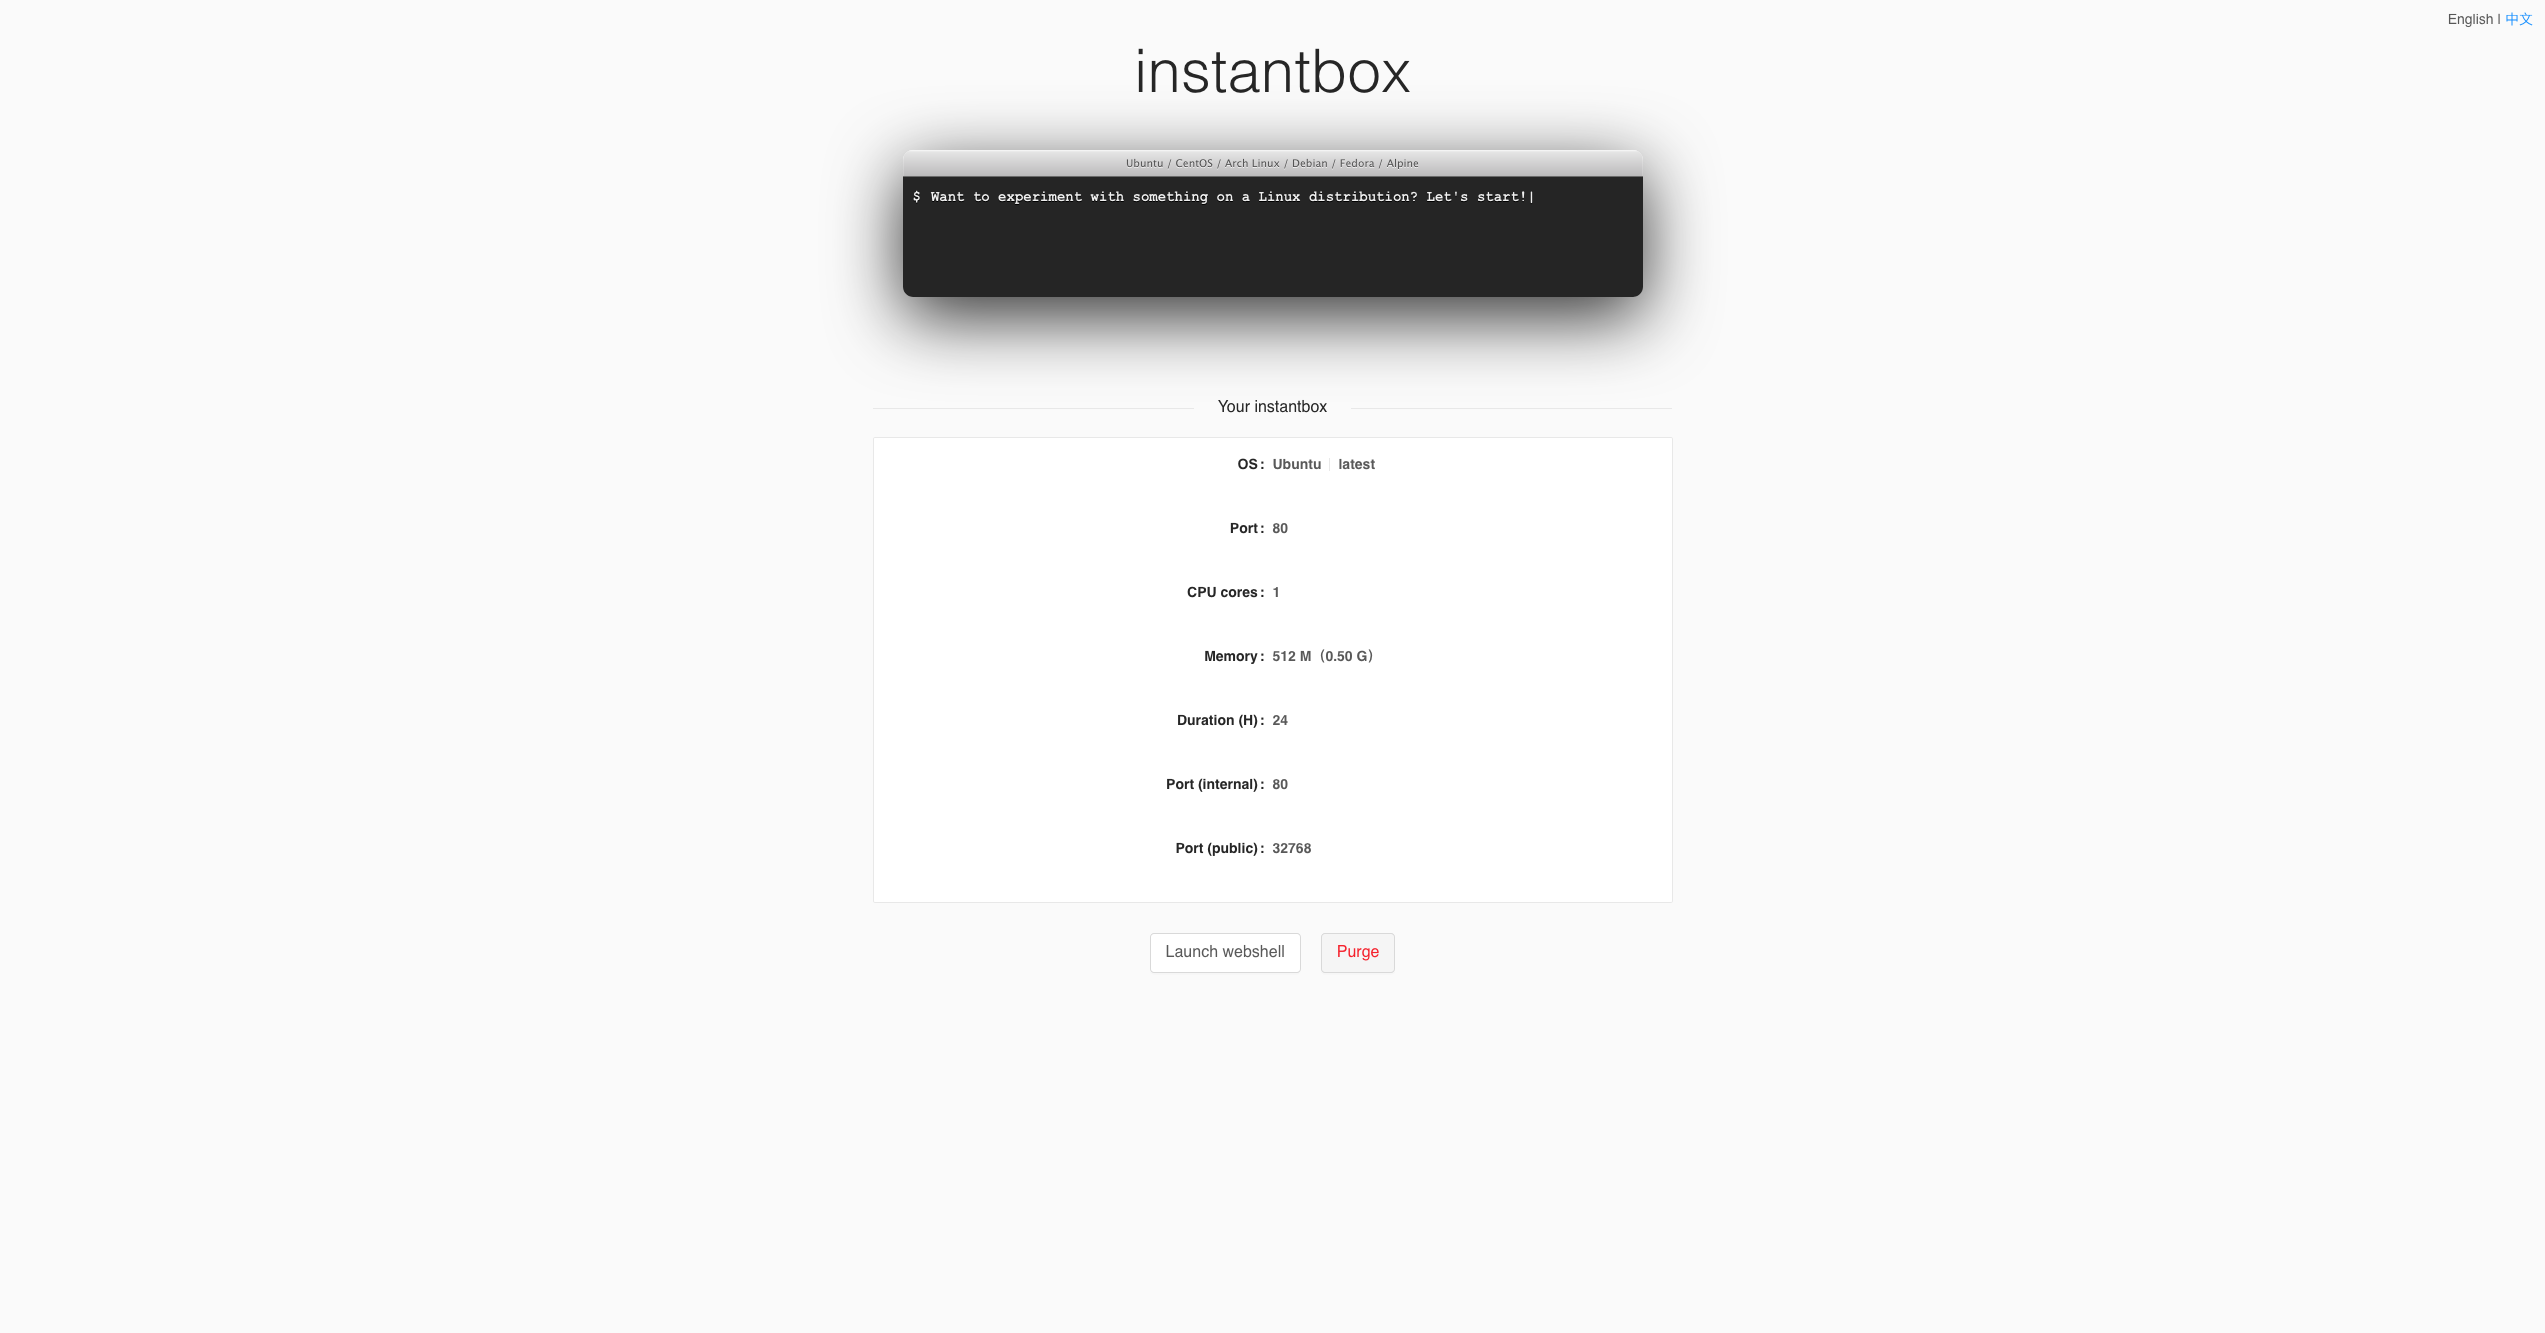 English | 中文
instantbox
Ubuntu / CentOS / Arch Linux / Debian / Fedora / Alpine
$ Want to experiment with something on a Linux distribution? Let's start!|
Your instantbox
OS: Ubuntu | latest
Port: 80
CPU cores: 1
Memory: 512 M（0.50 G）
Duration (H): 24
Port (internal): 80
Port (public): 32768
Launch webshell Purge